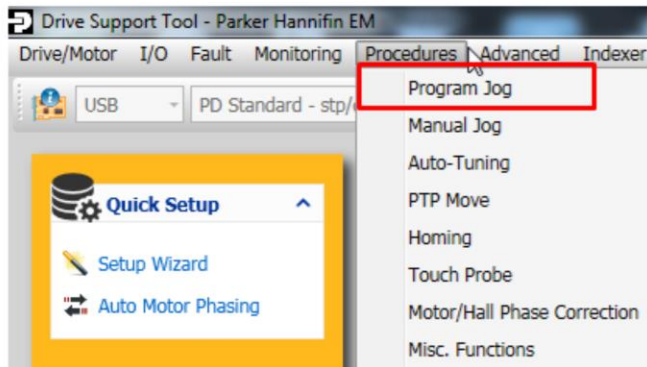 Drive Support Tool - Parker Hannifin EM
Drive/Motor I/O Fault Monitoring Procedures Advanced Indexer
USB PD Standard - stp/
Program Jog
Manual Jog
Auto-Tuning
PTP Move
Homing
Touch Probe
Motor/Hall Phase Correction
Misc. Functions
Quick Setup
Setup Wizard
Auto Motor Phasing